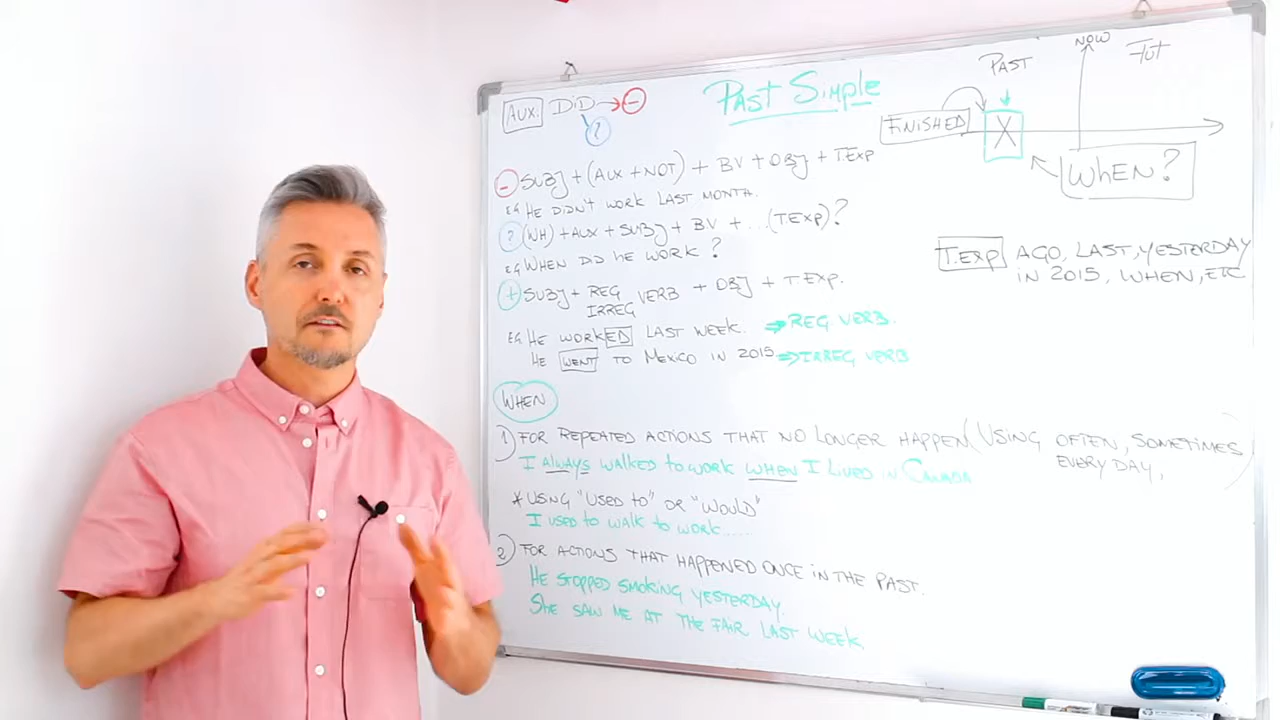 Past Simple
AUX. DID → -
?
- SUBJ + (AUX + NOT) + BV + OBJ + T.EXP
EG HE DIDN'T WORK LAST MONTH.
? (WH) + AUX + SUBJ + BV + ... (T.EXP)?
EG WHEN DID HE WORK?
+ SUBJ + REG VERB + OBJ + T.EXP.
IRREG
EG. HE WORKED LAST WEEK. ⇒ REG VERB.
HE WENT TO MEXICO IN 2015 ⇒ IRREG VERB
NOW
PAST
Fut
FINISHED
X
WHEN?
T.EXP AGO, LAST, YESTERDAY
IN 2015, WHEN, ETC
WHEN
1) FOR REPEATED ACTIONS THAT NO LONGER HAPPEN (USING OFTEN, SOMETIMES
EVERY DAY, )
I ALWAYS WALKED to WORK WHEN I LIVED IN CANADA
* USING "USED TO" OR "WOULD"
I USED TO WALK TO WORK......
2) FOR ACTIONS THAT HAPPENED ONCE IN THE PAST.
HE STOPPED SMOKING YESTERDAY.
SHE SAW ME AT THE FAIR LAST WEEK.